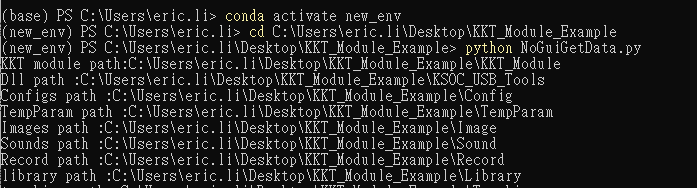 (base) PS C:\Users\eric.li> conda activate new_env
(new_env) PS C:\Users\eric.li> cd C:\Users\eric.li\Desktop\KKT_Module_Example
(new_env) PS C:\Users\eric.li\Desktop\KKT_Module_Example> python NoGuiGetData.py
KKT module path:C:\Users\eric.li\Desktop\KKT_Module_Example\KKT_Module
Dll path :C:\Users\eric.li\Desktop\KKT_Module_Example\KSOC_USB_Tools
Configs path :C:\Users\eric.li\Desktop\KKT_Module_Example\Config
TempParam path :C:\Users\eric.li\Desktop\KKT_Module_Example\TempParam
Images path :C:\Users\eric.li\Desktop\KKT_Module_Example\Image
Sounds path :C:\Users\eric.li\Desktop\KKT_Module_Example\Sound
Record path :C:\Users\eric.li\Desktop\KKT_Module_Example\Record
library path :C:\Users\eric.li\Desktop\KKT_Module_Example\Library